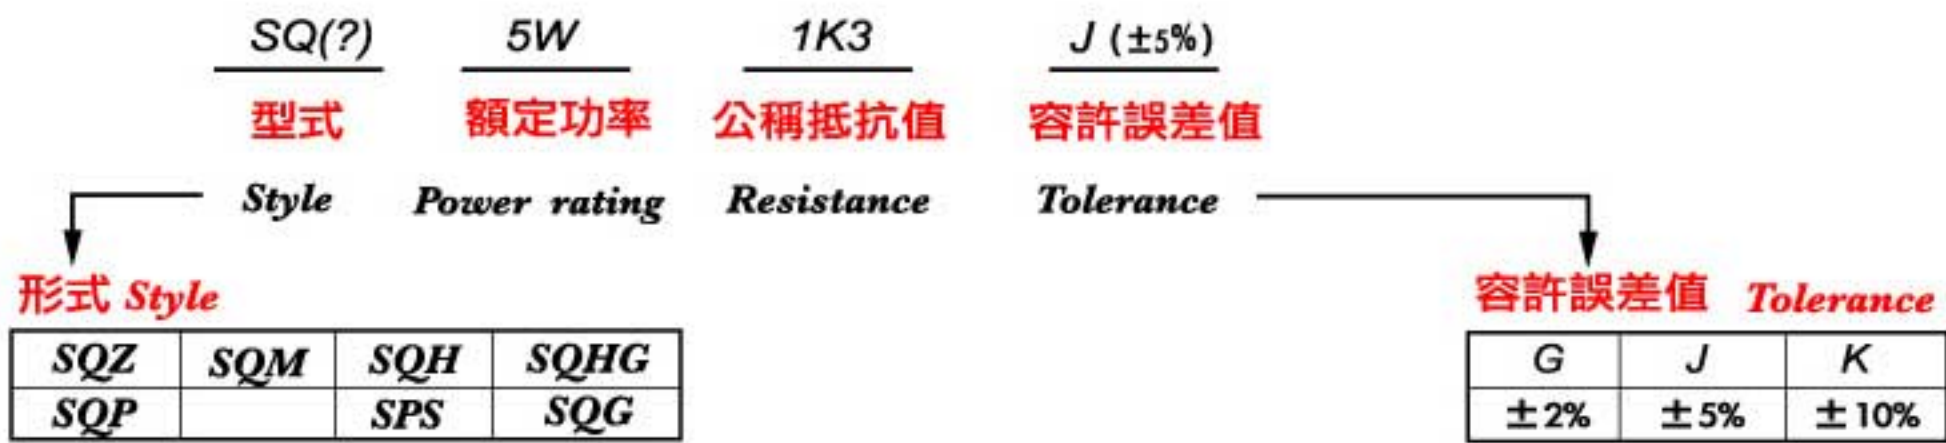 SQ(?) 5W 1K3 J (±5%)
型式 額定功率 公稱抵抗值 容許誤差值
Style Power rating Resistance Tolerance
形式 Style
容許誤差值 Tolerance
SQZ SQM SQH SQHG
G J K
SQP SPS SQG
±2% ±5% ±10%